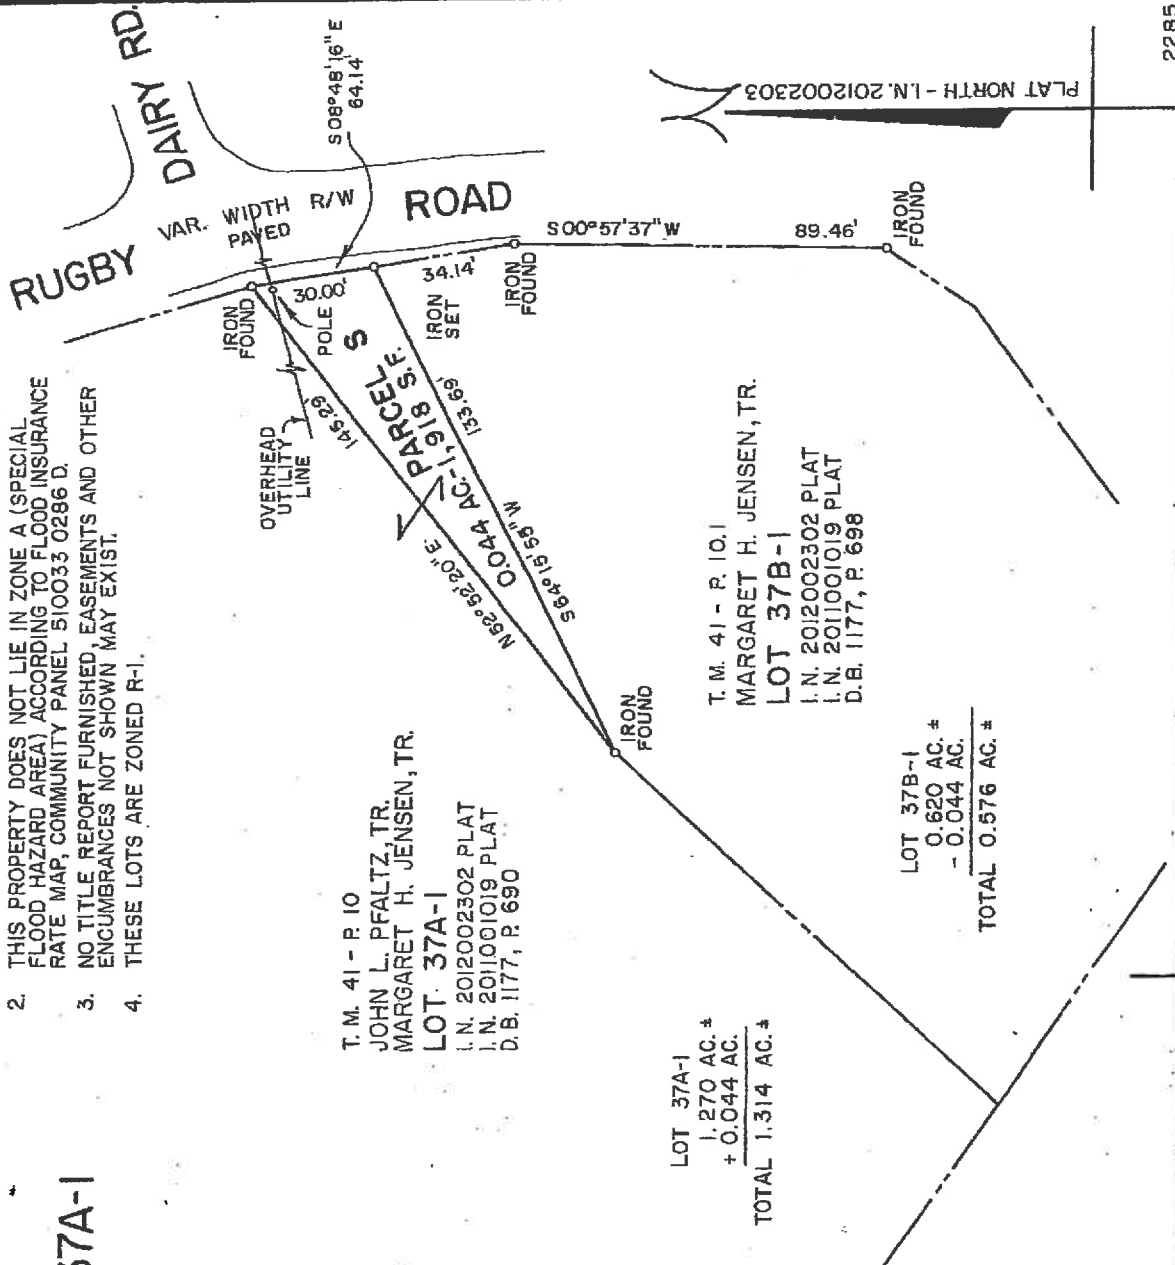 2. THIS PROPERTY DOES NOT LIE IN ZONE A (SPECIAL
FLOOD HAZARD AREA) ACCORDING TO FLOOD INSURANCE
RATE MAP, COMMUNITY PANEL 510033 0286 D.
3. NO TITLE REPORT FURNISHED, EASEMENTS AND OTHER
ENCUMBRANCES NOT SHOWN MAY EXIST.
4. THESE LOTS ARE ZONED R-1.
37A-1
RUGBY
ROAD
DAIRY RD.
VAR. WIDTH R/W
PAVED
S 08°48'16" E
64.14'
PLAT NORTH - I.N. 2012002303
2285
IRON
FOUND
30.00'
POLE
34.14'
IRON
SET
IRON
FOUND
S 00°57'37" W
89.46'
IRON
FOUND
OVERHEAD
UTILITY
LINE
145.29'
N 52°52'20" E
PARCEL S
0.044 AC.-1,918 S.F.
133.69'
S 64°15'55" W
IRON
FOUND
T. M. 41 - P. 10
JOHN L. PFALTZ, TR.
MARGARET H. JENSEN, TR.
LOT 37A-1
I.N. 2012002302 PLAT
I.N. 2011001019 PLAT
D.B. 1177, P. 690
T. M. 41 - P. 10.1
MARGARET H. JENSEN, TR.
LOT 37B-1
I.N. 2012002302 PLAT
I.N. 2011001019 PLAT
D.B. 1177, P. 698
LOT 37A-1
1.270 AC. ±
+ 0.044 AC.
TOTAL 1.314 AC. ±
LOT 37B-1
0.620 AC. ±
- 0.044 AC.
TOTAL 0.576 AC. ±